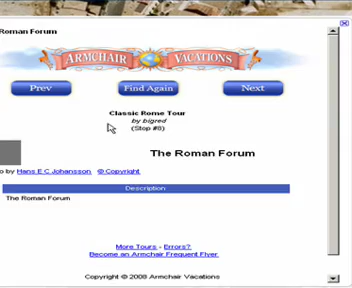 Roman Forum
ARMCHAIR VACATIONS
Prev Find Again Next
Classic Rome Tour
by bigred
(Stop #8)
The Roman Forum
o by Hans E C Johansson @ Copyright
Description
The Roman Forum
More Tours - Errors?
Become an Armchair Frequent Flyer
Copyright © 2008 Armchair Vacations